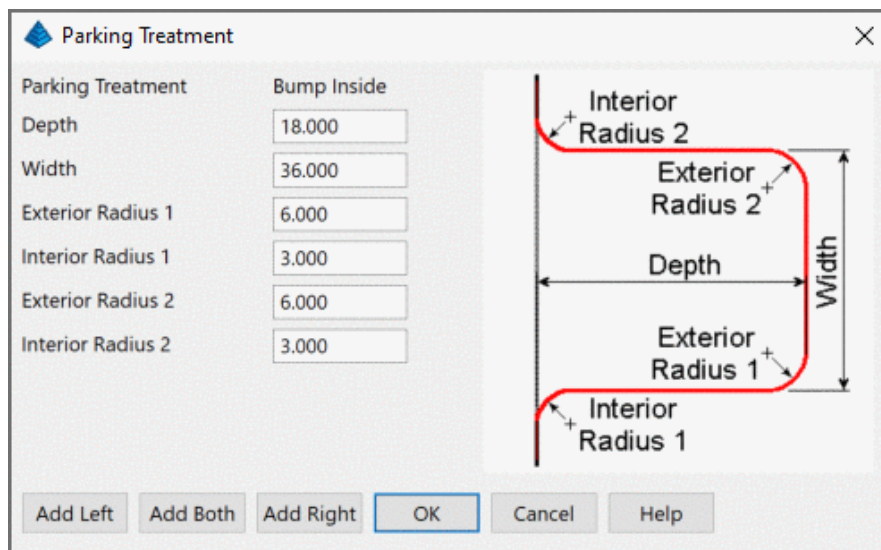 Parking Treatment
Parking Treatment Bump Inside
Depth 18.000
Width 36.000
Exterior Radius 1 6.000
Interior Radius 1 3.000
Exterior Radius 2 6.000
Interior Radius 2 3.000
Interior
Radius 2
Exterior
Radius 2
Depth
Width
Exterior
Radius 1
Interior
Radius 1
Add Left Add Both Add Right OK Cancel Help